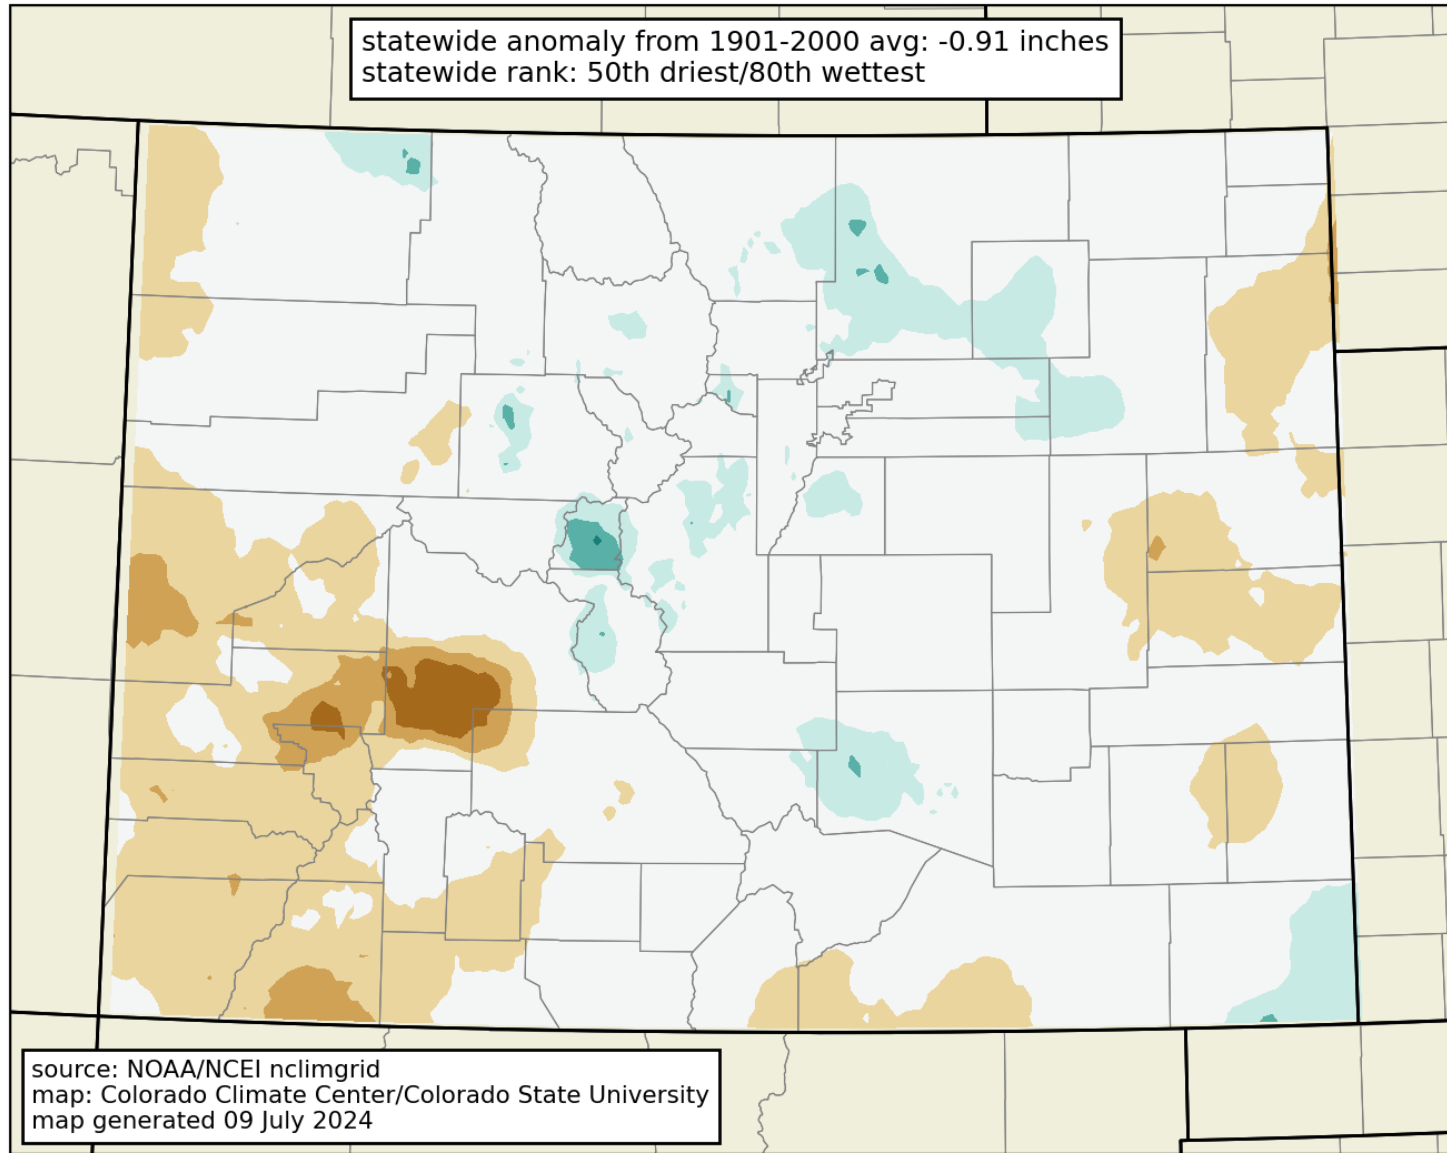 statewide anomaly from 1901-2000 avg: -0.91 inches
statewide rank: 50th driest/80th wettest
source: NOAA/NCEI nclimgrid
map: Colorado Climate Center/Colorado State University
map generated 09 July 2024